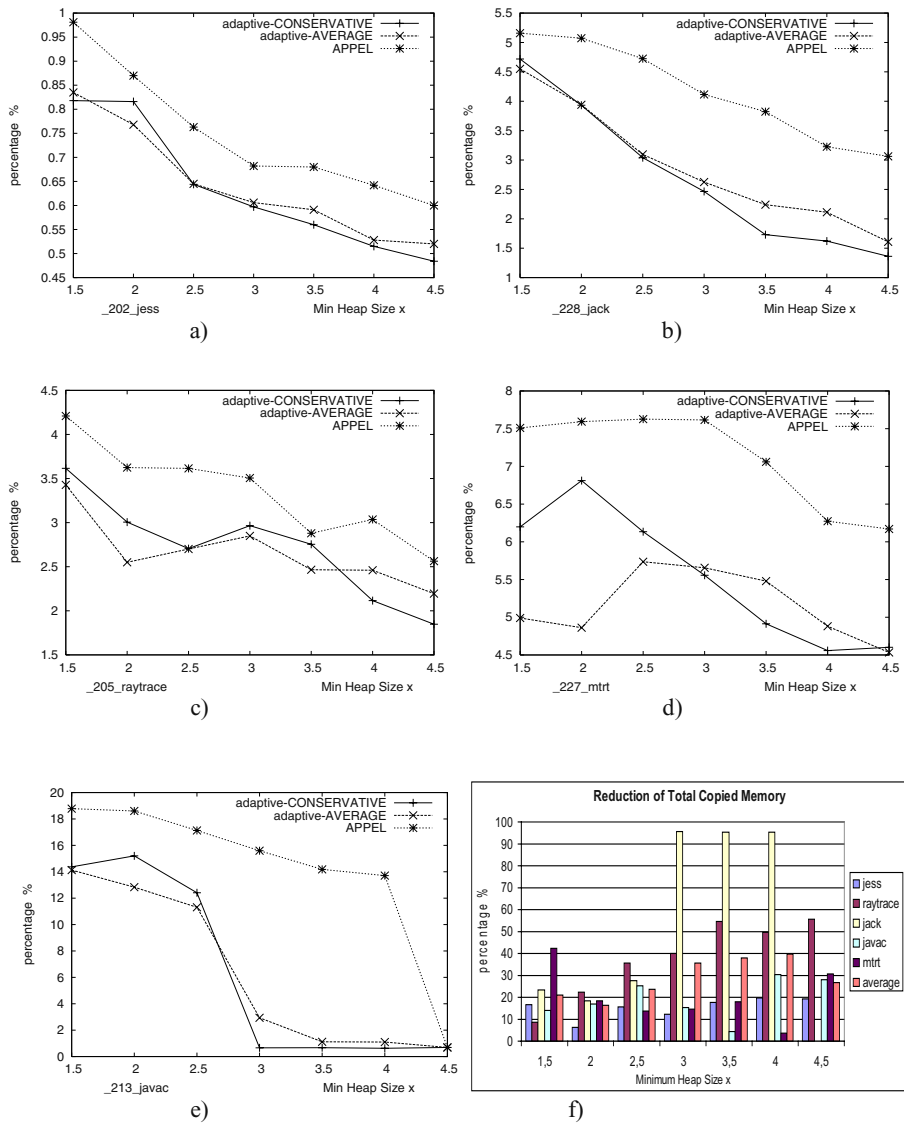 adaptive-CONSERVATIVE
adaptive-AVERAGE
APPEL
percentage %
1
0.95
0.9
0.85
0.8
0.75
0.7
0.65
0.6
0.55
0.5
0.45
1.5 2 2.5 3 3.5 4 4.5
_202_jess Min Heap Size x
a)
adaptive-CONSERVATIVE
adaptive-AVERAGE
APPEL
percentage %
5.5
5
4.5
4
3.5
3
2.5
2
1.5
1
1.5 2 2.5 3 3.5 4 4.5
_228_jack Min Heap Size x
b)
adaptive-CONSERVATIVE
adaptive-AVERAGE
APPEL
percentage %
4.5
4
3.5
3
2.5
2
1.5
1.5 2 2.5 3 3.5 4 4.5
_205_raytrace Min Heap Size x
c)
adaptive-CONSERVATIVE
adaptive-AVERAGE
APPEL
percentage %
8
7.5
7
6.5
6
5.5
5
4.5
1.5 2 2.5 3 3.5 4 4.5
_227_mtrt Min Heap Size x
d)
adaptive-CONSERVATIVE
adaptive-AVERAGE
APPEL
percentage %
20
18
16
14
12
10
8
6
4
2
0
1.5 2 2.5 3 3.5 4 4.5
_213_javac Min Heap Size x
e)
Reduction of Total Copied Memory
percentage %
100
90
80
70
60
50
40
30
20
10
0
1,5 2 2,5 3 3,5 4 4,5
Minimum Heap Size x
jess
raytrace
jack
javac
mtrt
average
f)